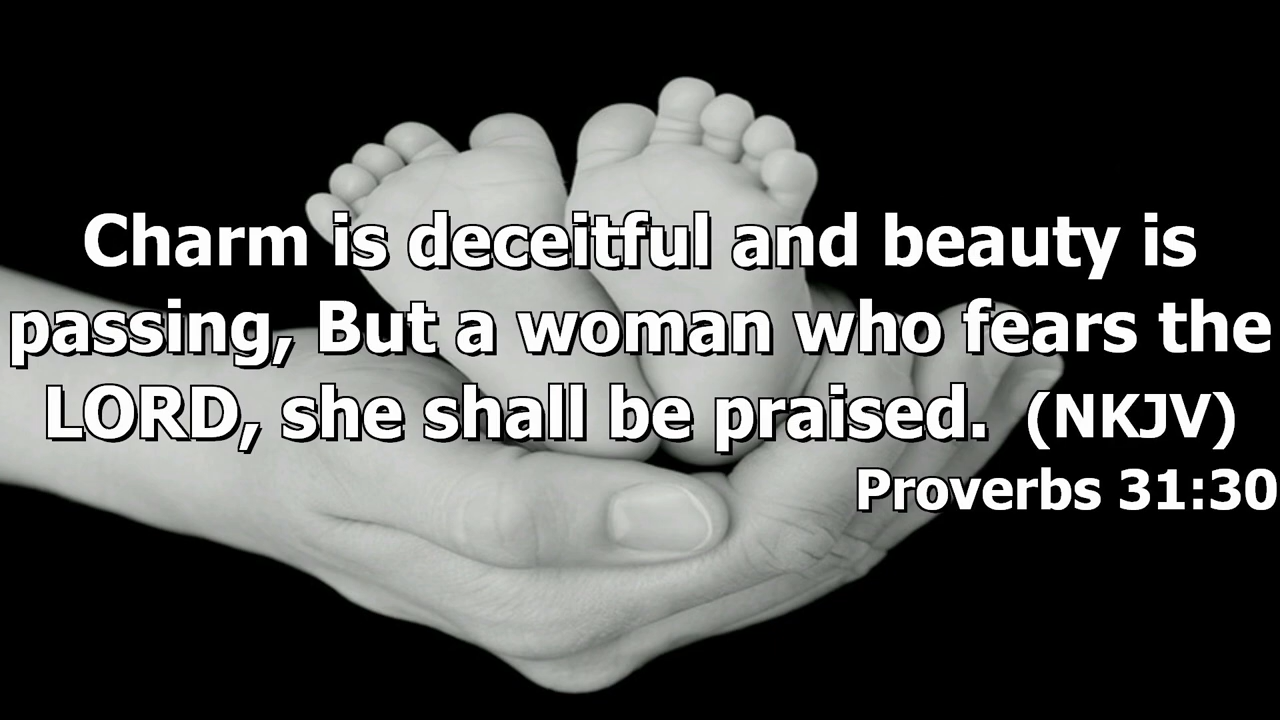 Charm is deceitful and beauty is
passing, But a woman who fears the
LORD, she shall be praised.  (NKJV)
Proverbs 31:30